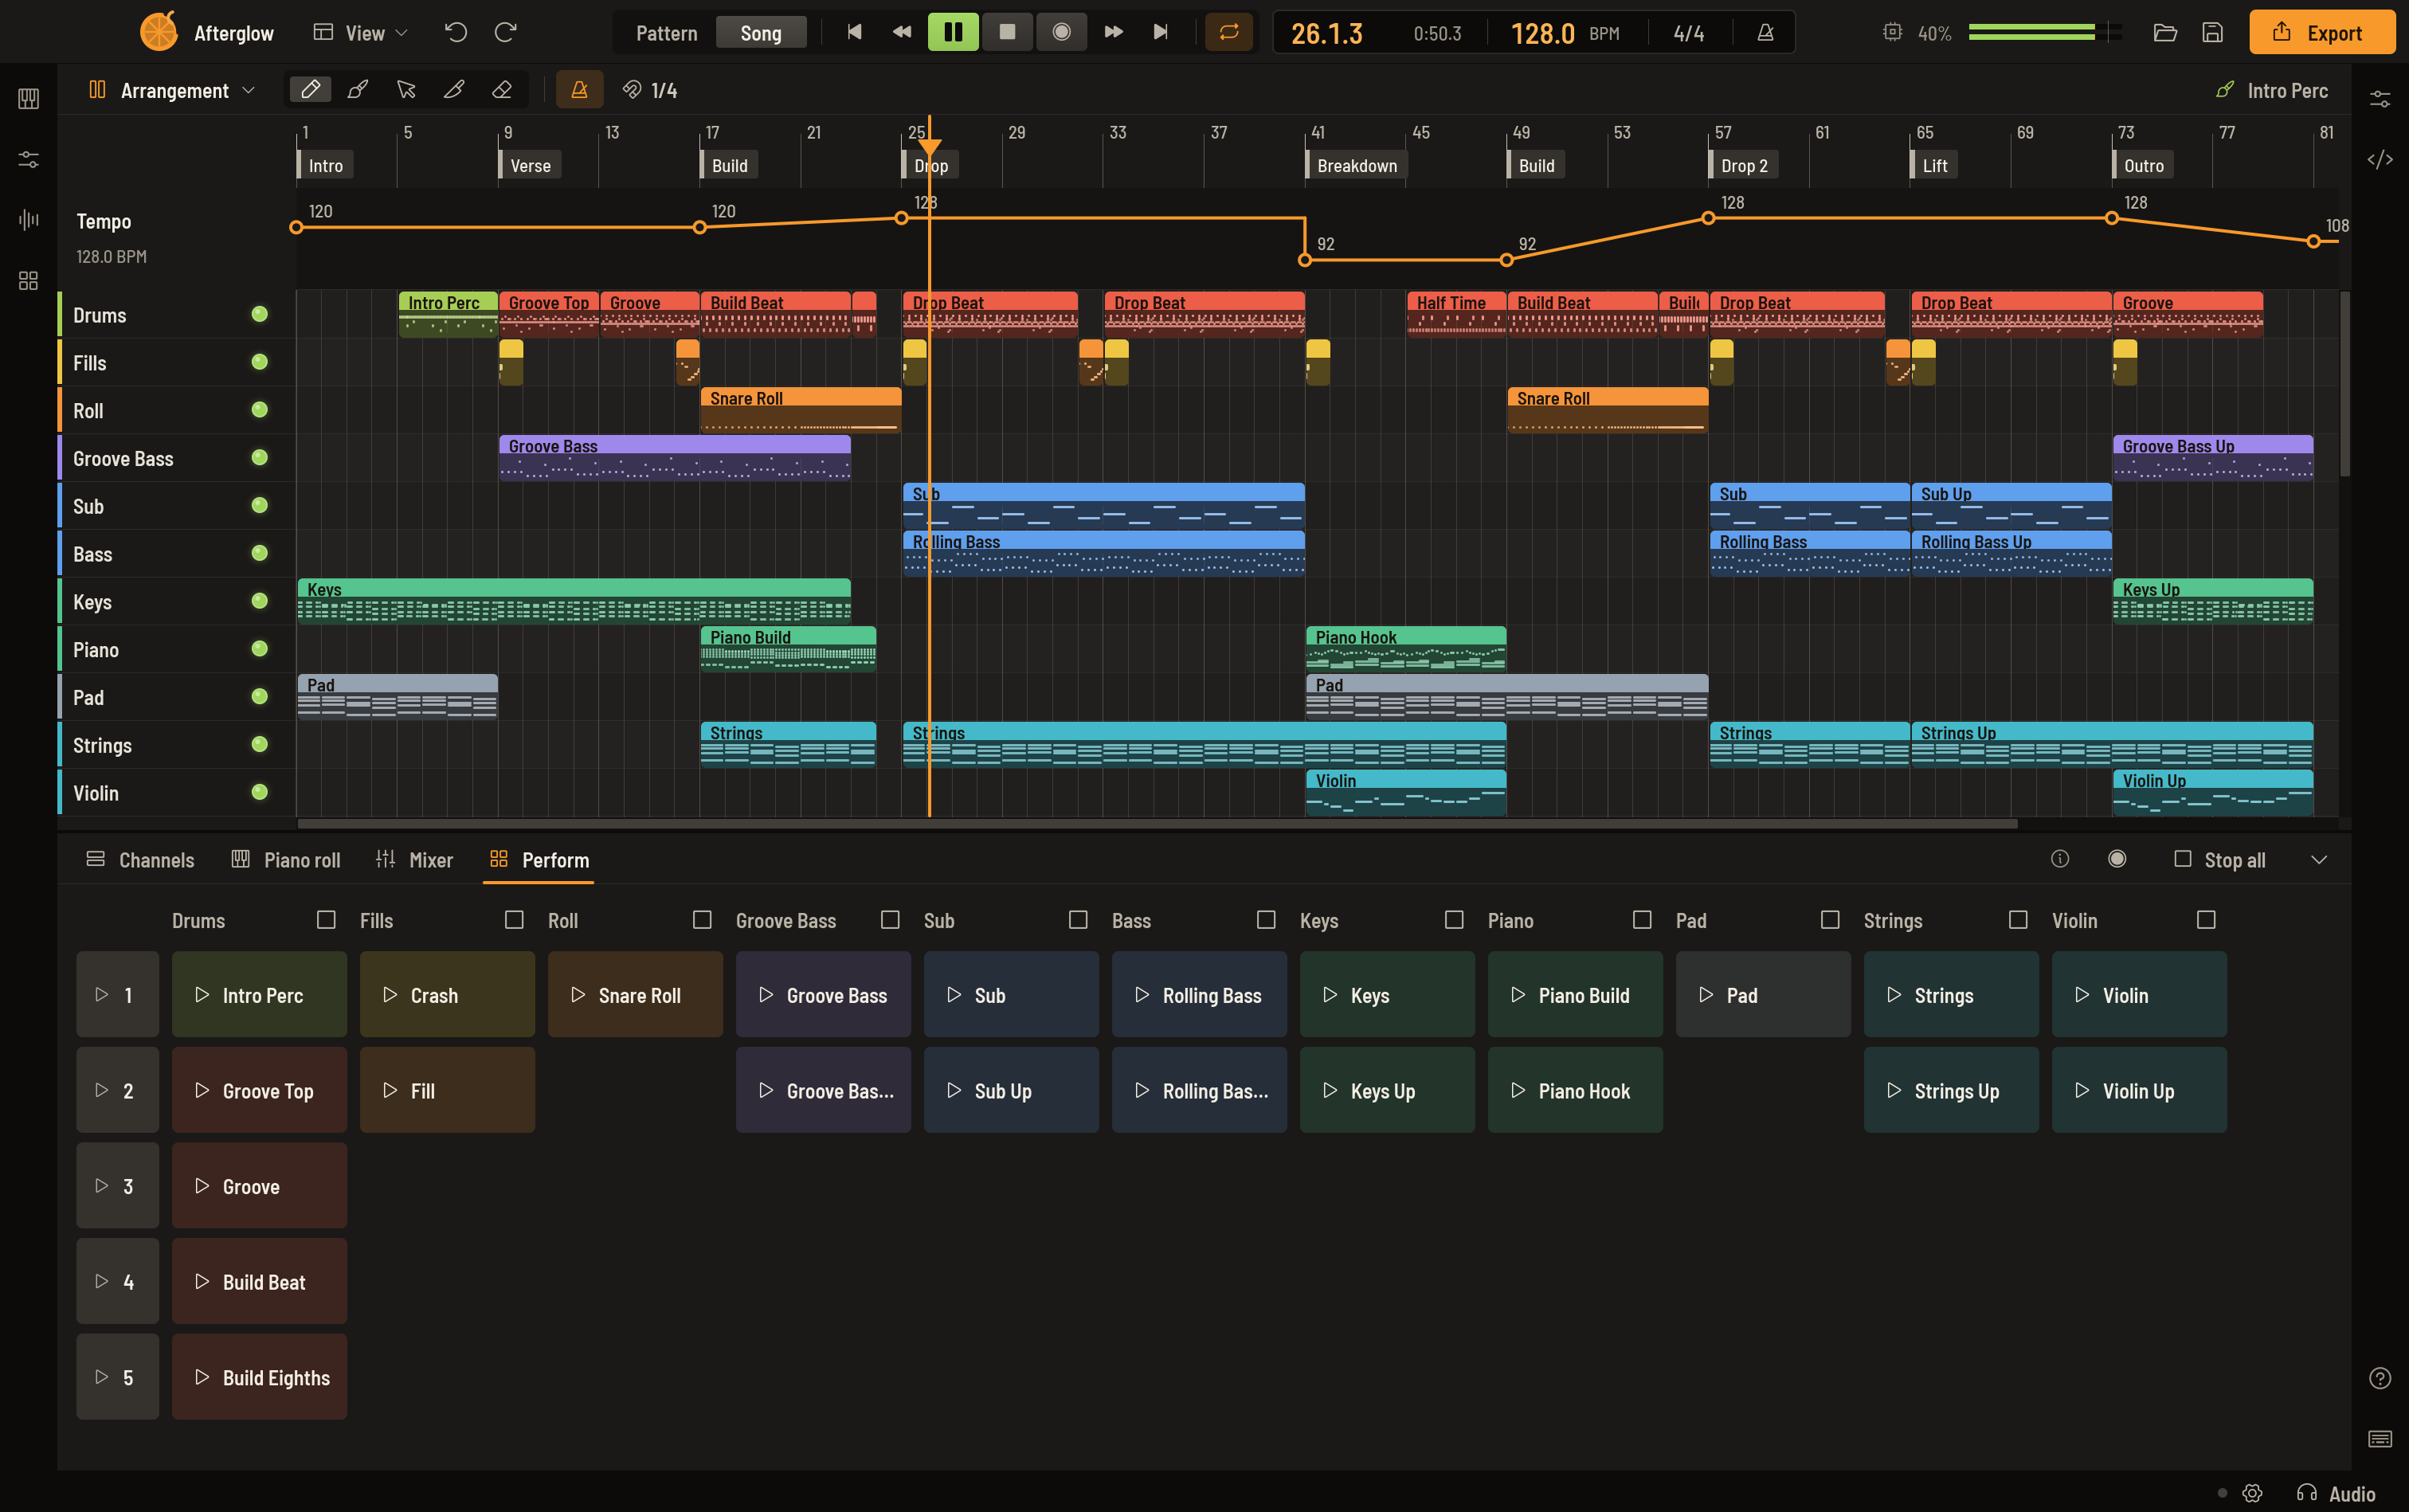 Afterglow View Pattern Song 26.1.3 0:50.3 128.0 BPM 4/4 40% Export
Arrangement 1/4 Intro Perc
1 5 9 13 17 21 25 29 33 37 41 45 49 53 57 61 65 69 73 77 81
Intro Verse Build Drop Breakdown Build Drop 2 Lift Outro
Tempo
128.0 BPM
120 120 128 92 92 128 128 108
Drums Intro Perc Groove Top Groove Build Beat Drop Beat Drop Beat Half Time Build Beat Buil Drop Beat Drop Beat Groove
Fills
Roll Snare Roll Snare Roll
Groove Bass Groove Bass Groove Bass Up
Sub Sub Sub Sub Up
Bass Rolling Bass Rolling Bass Rolling Bass Up
Keys Keys Keys Up
Piano Piano Build Piano Hook
Pad Pad Pad
Strings Strings Strings Strings Strings Up
Violin Violin Violin Up
Channels Piano roll Mixer Perform Stop all
Drums Fills Roll Groove Bass Sub Bass Keys Piano Pad Strings Violin
1 Intro Perc Crash Snare Roll Groove Bass Sub Rolling Bass Keys Piano Build Pad Strings Violin
2 Groove Top Fill Groove Bas... Sub Up Rolling Bas... Keys Up Piano Hook Strings Up Violin Up
3 Groove
4 Build Beat
5 Build Eighths
Audio